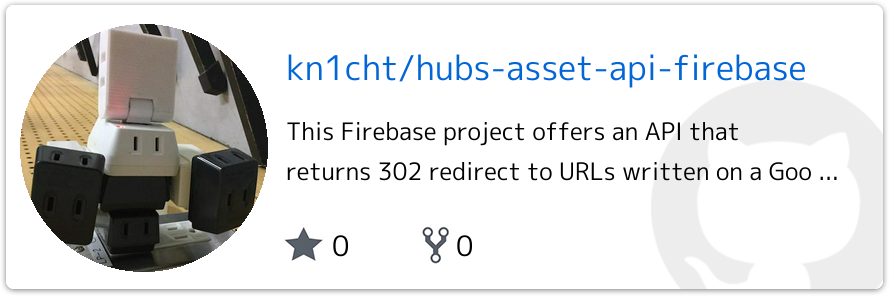 kn1cht/hubs-asset-api-firebase
This Firebase project offers an API that
returns 302 redirect to URLs written on a Goo ...
0 0